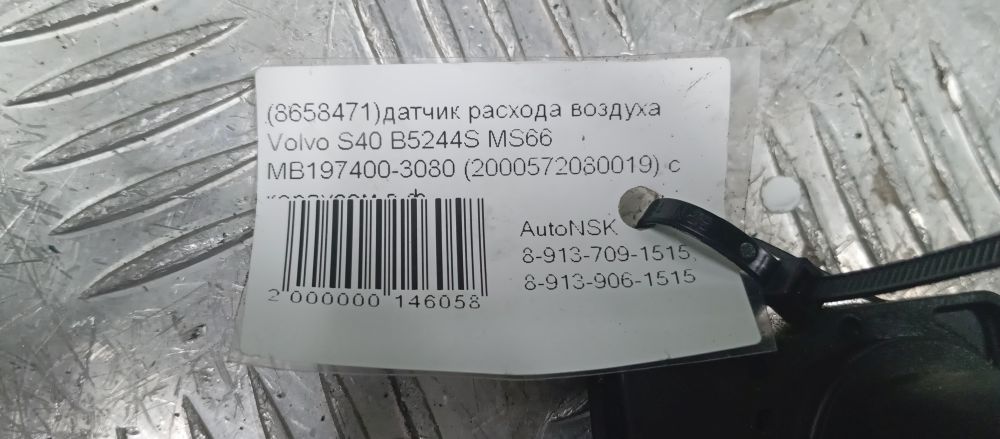 (8658471)датчик расхода воздуха
Volvo S40 B5244S MS66
MB197400-3080 (2000572080019) с
AutoNSK
8-913-709-1515,
8-913-906-1515
2 000000 146058